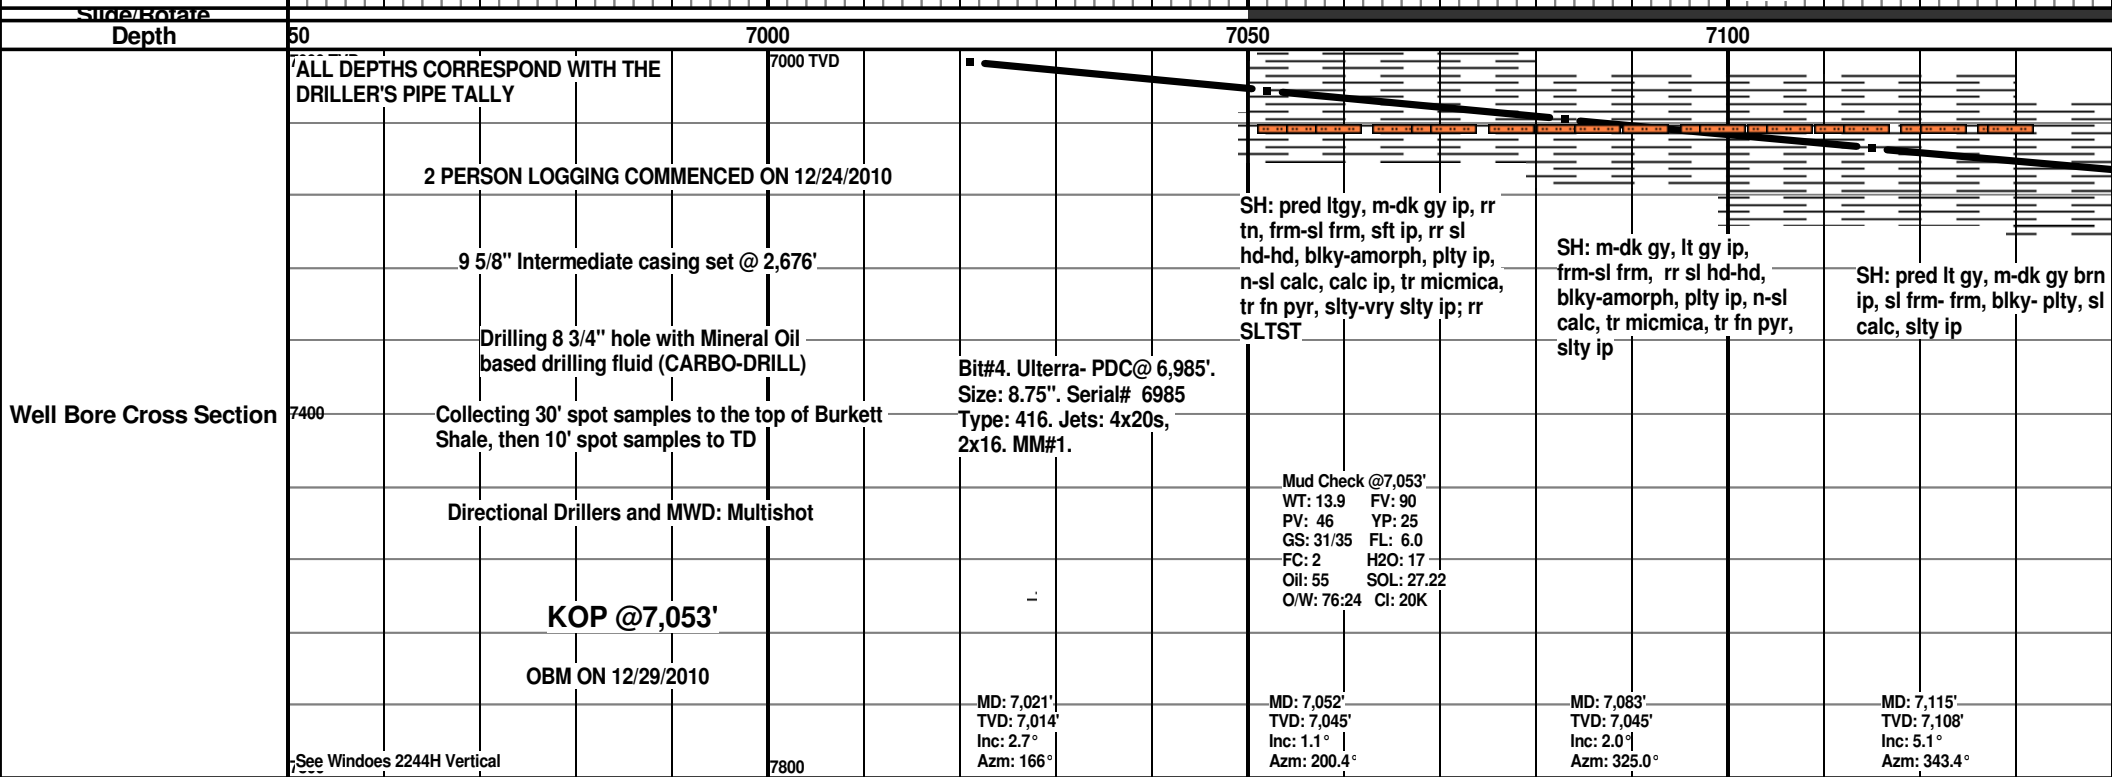 Slide/Rotate
Depth
50
7000
7050
7100
7000 TVD
ALL DEPTHS CORRESPOND WITH THE
DRILLER'S PIPE TALLY
2 PERSON LOGGING COMMENCED ON 12/24/2010
9 5/8" Intermediate casing set @ 2,676'
Drilling 8 3/4" hole with Mineral Oil
based drilling fluid (CARBO-DRILL)
Well Bore Cross Section
7400
Collecting 30' spot samples to the top of Burkett
Shale, then 10' spot samples to TD
Directional Drillers and MWD: Multishot
KOP @7,053'
OBM ON 12/29/2010
See Windoes 2244H Vertical
7800
Bit#4. Ulterra- PDC@ 6,985'.
Size: 8.75". Serial# 6985
Type: 416. Jets: 4x20s,
2x16. MM#1.
SH: pred ltgy, m-dk gy ip, rr
tn, frm-sl frm, sft ip, rr sl
hd-hd, blky-amorph, plty ip,
n-sl calc, calc ip, tr micmica,
tr fn pyr, slty-vry slty ip; rr
SLTST
SH: m-dk gy, lt gy ip,
frm-sl frm, rr sl hd-hd,
blky-amorph, plty ip, n-sl
calc, tr micmica, tr fn pyr,
slty ip
SH: pred lt gy, m-dk gy brn
ip, sl frm- frm, blky- plty, sl
calc, slty ip
Mud Check @7,053'
WT: 13.9 FV: 90
PV: 46 YP: 25
GS: 31/35 FL: 6.0
FC: 2 H2O: 17
Oil: 55 SOL: 27.22
O/W: 76:24 Cl: 20K
MD: 7,021'
TVD: 7,014'
Inc: 2.7°
Azm: 166°
MD: 7,052'
TVD: 7,045'
Inc: 1.1°
Azm: 200.4°
MD: 7,083'
TVD: 7,045'
Inc: 2.0°
Azm: 325.0°
MD: 7,115'
TVD: 7,108'
Inc: 5.1°
Azm: 343.4°